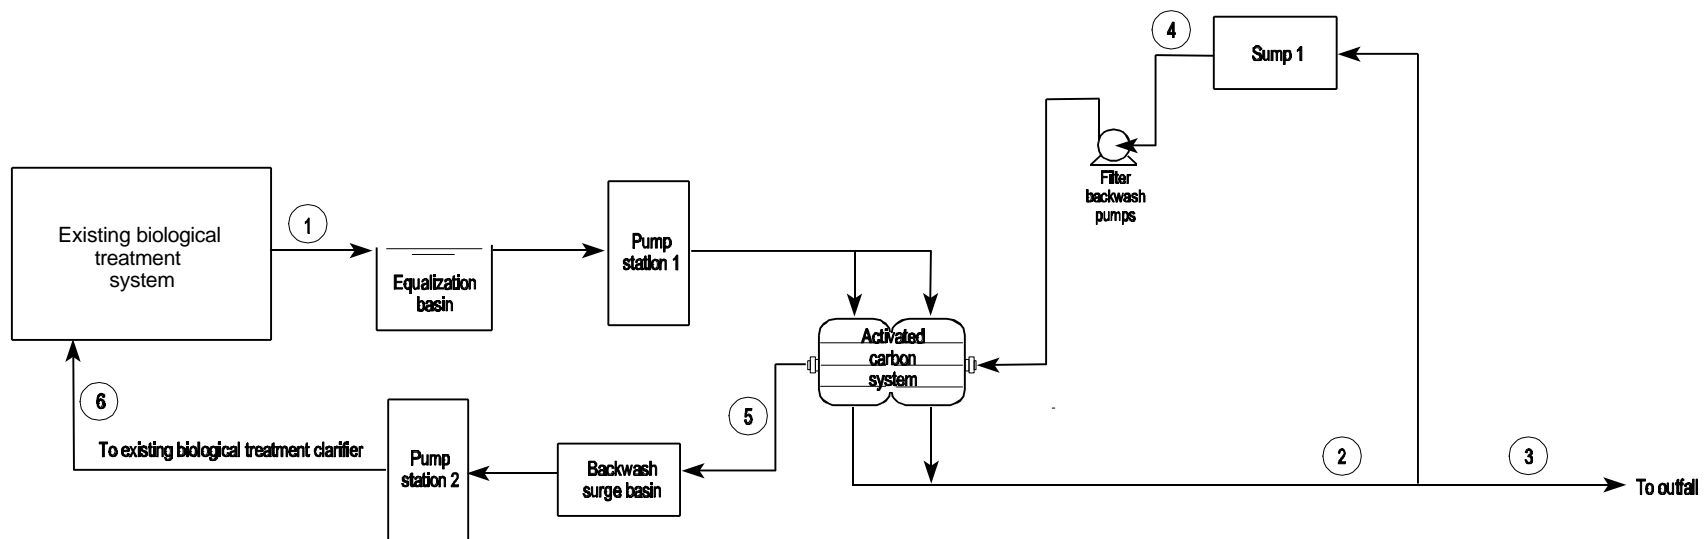 4
Sump 1
Filter
backwash
pumps
1
Existing biological
treatment
system
Pump
station 1
Equalization
basin
Activated
carbon
system
6
5
To existing biological treatment clarifier
Pump
station 2
Backwash
surge basin
2
3
To outfall